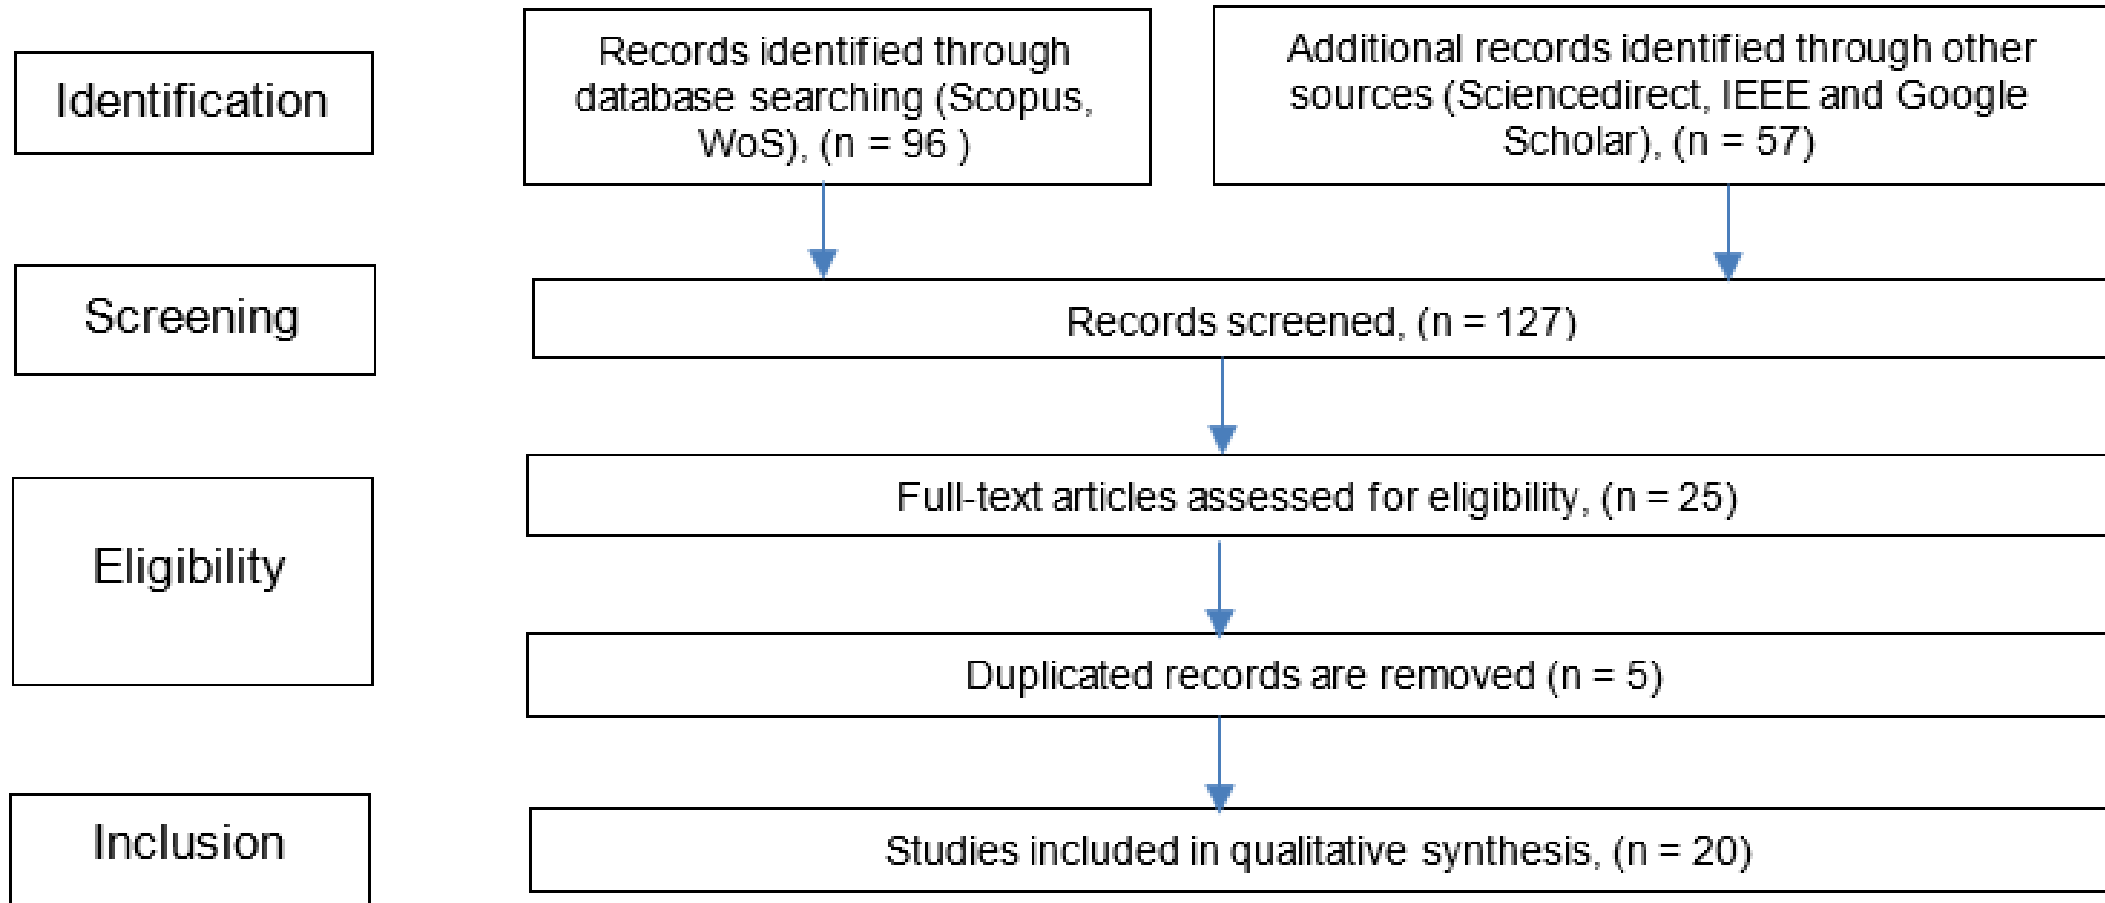 Identification
Records identified through
database searching (Scopus,
WoS), (n = 96 )
Additional records identified through other
sources (Sciencedirect, IEEE and Google
Scholar), (n = 57)
Screening
Records screened, (n = 127)
Eligibility
Full-text articles assessed for eligibility, (n = 25)
Duplicated records are removed (n = 5)
Inclusion
Studies included in qualitative synthesis, (n = 20)